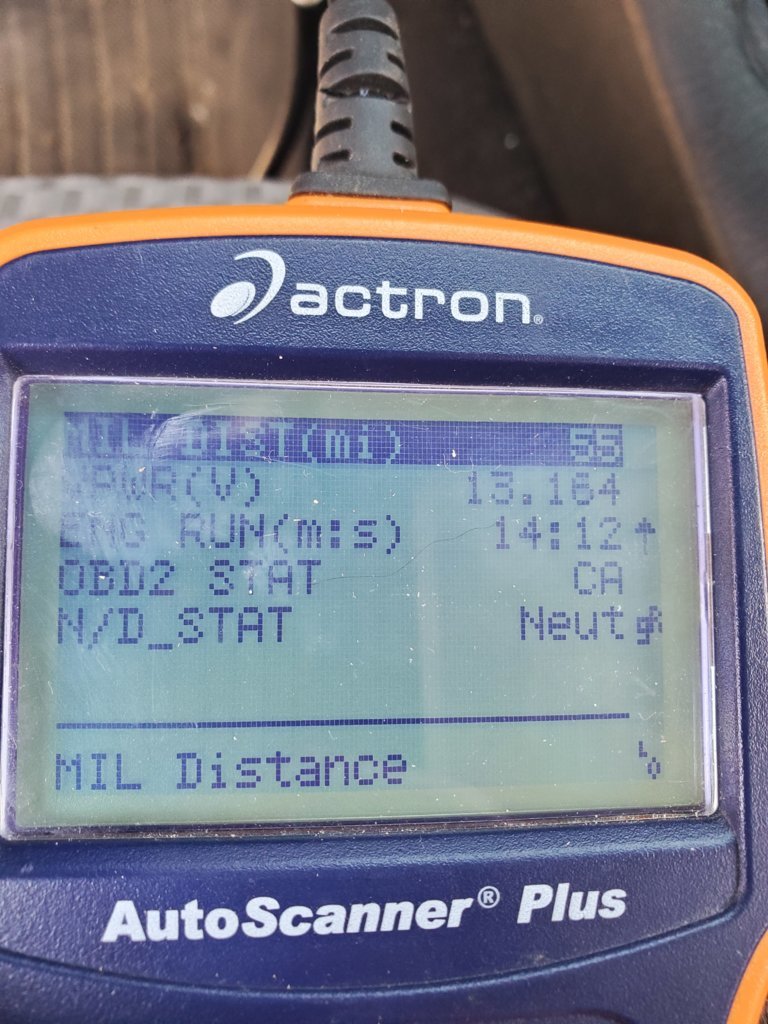 actron®
MIL DIST(mi) 55
VPWR(V) 13.164
ENG RUN(m:s) 14:12
OBD2 STAT CA
N/D_STAT Neut
MIL Distance
AutoScanner® Plus